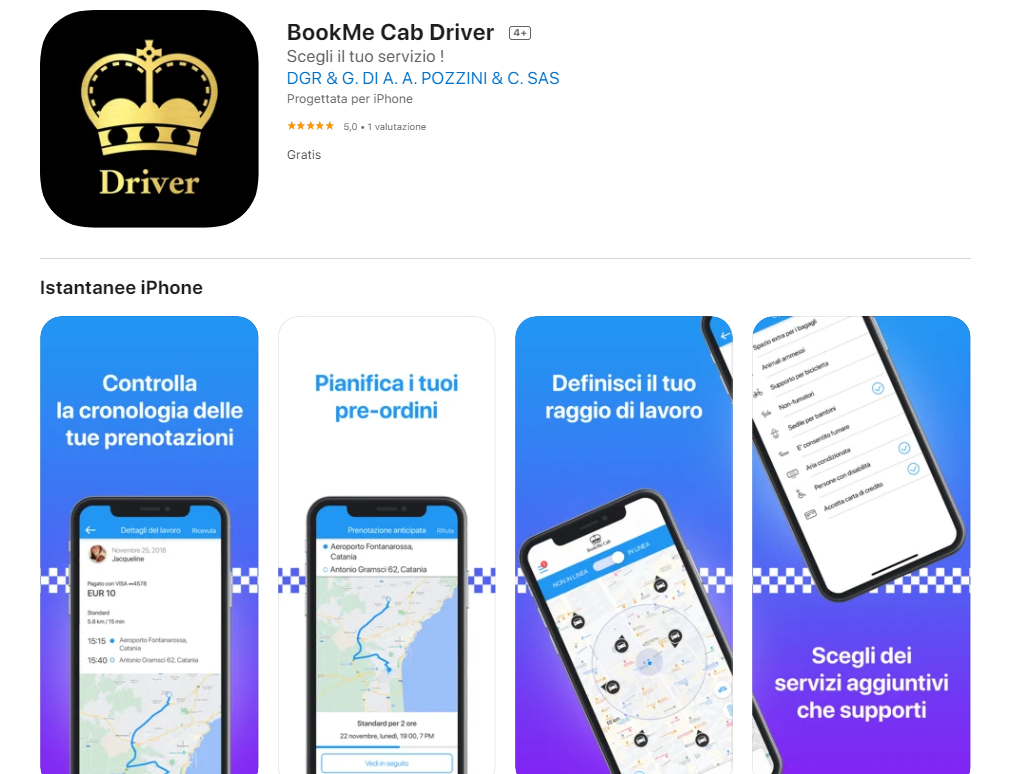 Driver
BookMe Cab Driver 4+
Scegli il tuo servizio !
DGR & G. DI A. A. POZZINI & C. SAS
Progettata per iPhone
★★★★★ 5,0 • 1 valutazione
Gratis
Istantanee iPhone
Controlla
la cronologia delle
tue prenotazioni
Dettagli del lavoro Ricevuta
Novembre 25, 2018
Jacqueline
Pagato con VISA ••4578
EUR 10
Standard
5.8 km / 15 min
15:15 Aeroporto Fontanarossa,
Catania
15:40 Antonio Gramsci 62, Catania
Pianifica i tuoi
pre-ordini
Prenotazione anticipata Rifiuta
Aeroporto Fontanarossa,
Catania
Antonio Gramsci 62, Catania
Standard per 2 ore
22 novembre, lunedì, 19:00, 7 PM
Vedi in seguito
Definisci il tuo
raggio di lavoro
BookMe Cab
NON IN LINEA IN LINEA
10 km
Spazio extra per i bagagli
Animali ammessi
Supporto per bicicletta
Non-fumatori
Sedile per bambini
E' consentito fumare
Aria condizionata
Persone con disabilità
Accetta carta di credito
Scegli dei
servizi aggiuntivi
che supporti